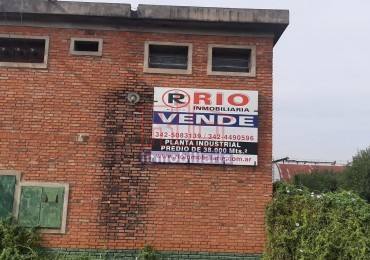 R RIO
INMOBILIARIA
VENDE
342-5083139 / 342-4490596
PLANTA INDUSTRIAL
PREDIO DE 38.000 Mts.²